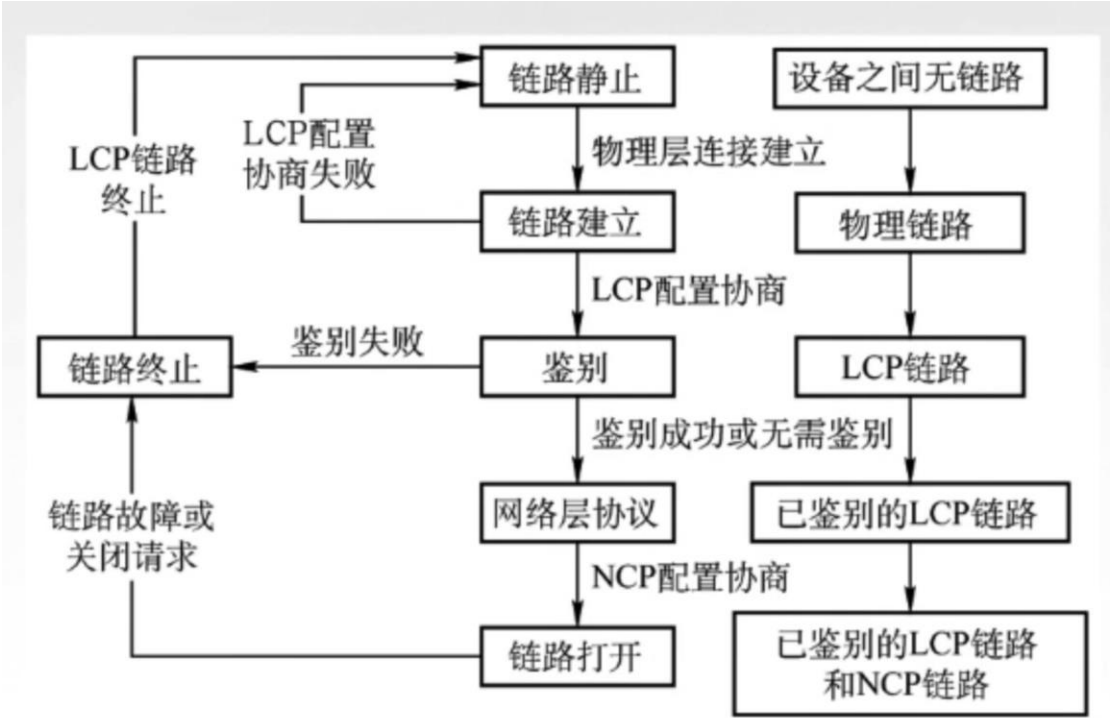 链路静止
设备之间无链路
LCP配置
协商失败
物理层连接建立
LCP链路
终止
链路建立
物理链路
LCP配置协商
鉴别失败
链路终止
鉴别
LCP链路
鉴别成功或无需鉴别
链路故障或
关闭请求
网络层协议
已鉴别的LCP链路
NCP配置协商
链路打开
已鉴别的LCP链路
和NCP链路